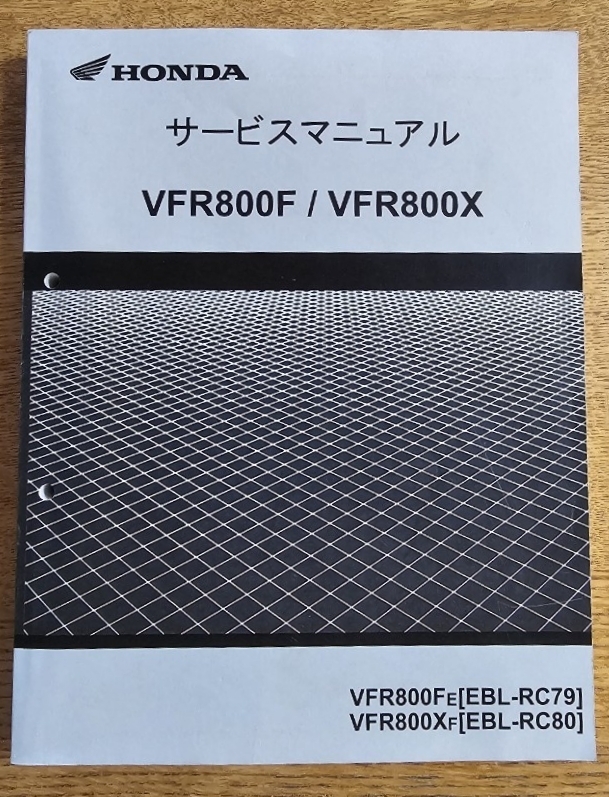 HONDA
サービスマニュアル
VFR800F / VFR800X
VFR800FE[EBL-RC79]
VFR800XF[EBL-RC80]